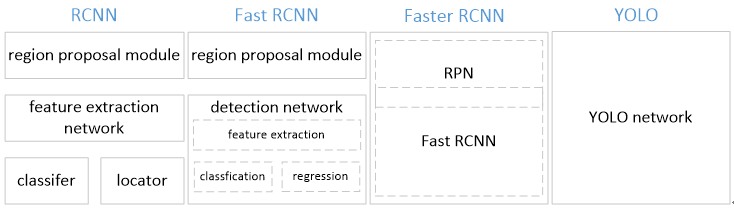 RCNN
Fast RCNN
Faster RCNN
YOLO
region proposal module
feature extraction
network
classifer
locator
region proposal module
detection network
feature extraction
classfication
regression
RPN
Fast RCNN
YOLO network